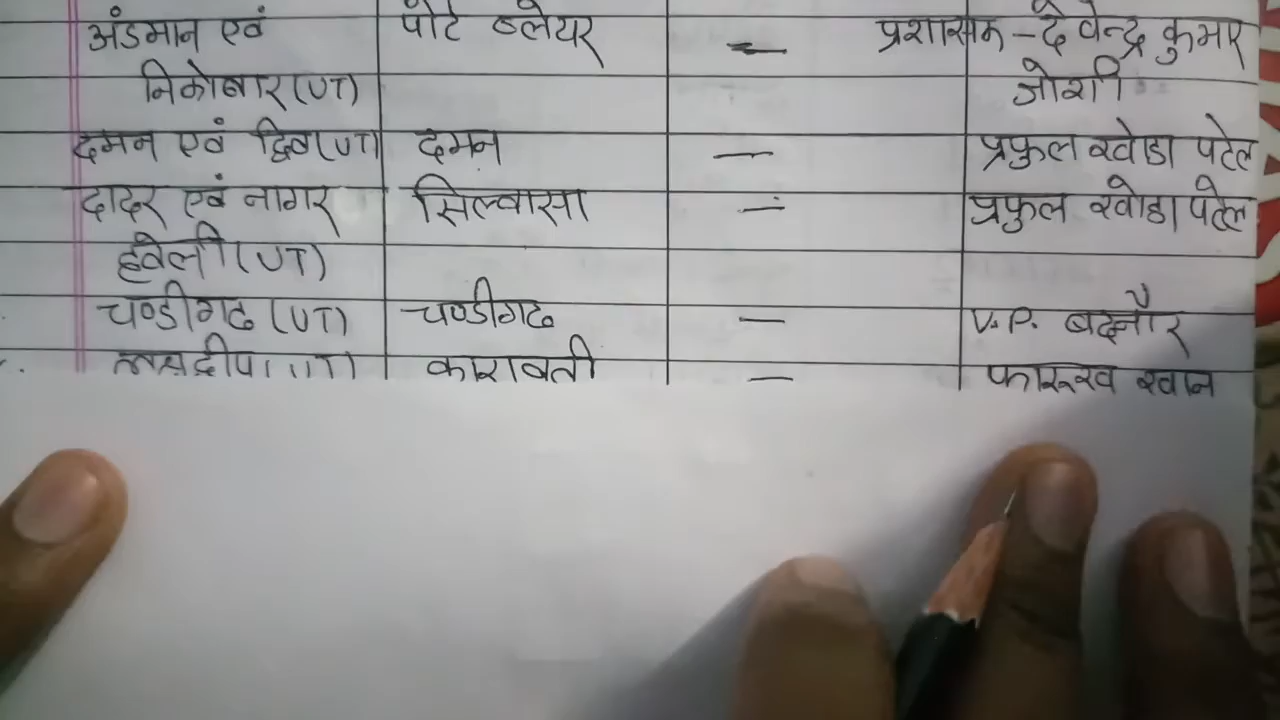 अंडमान एवं पोर्ट ब्लेयर — प्रशासक - देवेन्द्र कुमार
निकोबार (UT) जोशी
दमन एवं द्विव (UT) दमन — प्रफुल खोडा पटेल
दादर एवं नागर सिल्वासा — प्रफुल खोडा पटेल
हवेली (UT)
चण्डीगढ (UT) चण्डीगढ — V.P. बदनौर
कारावती — फारूख खान